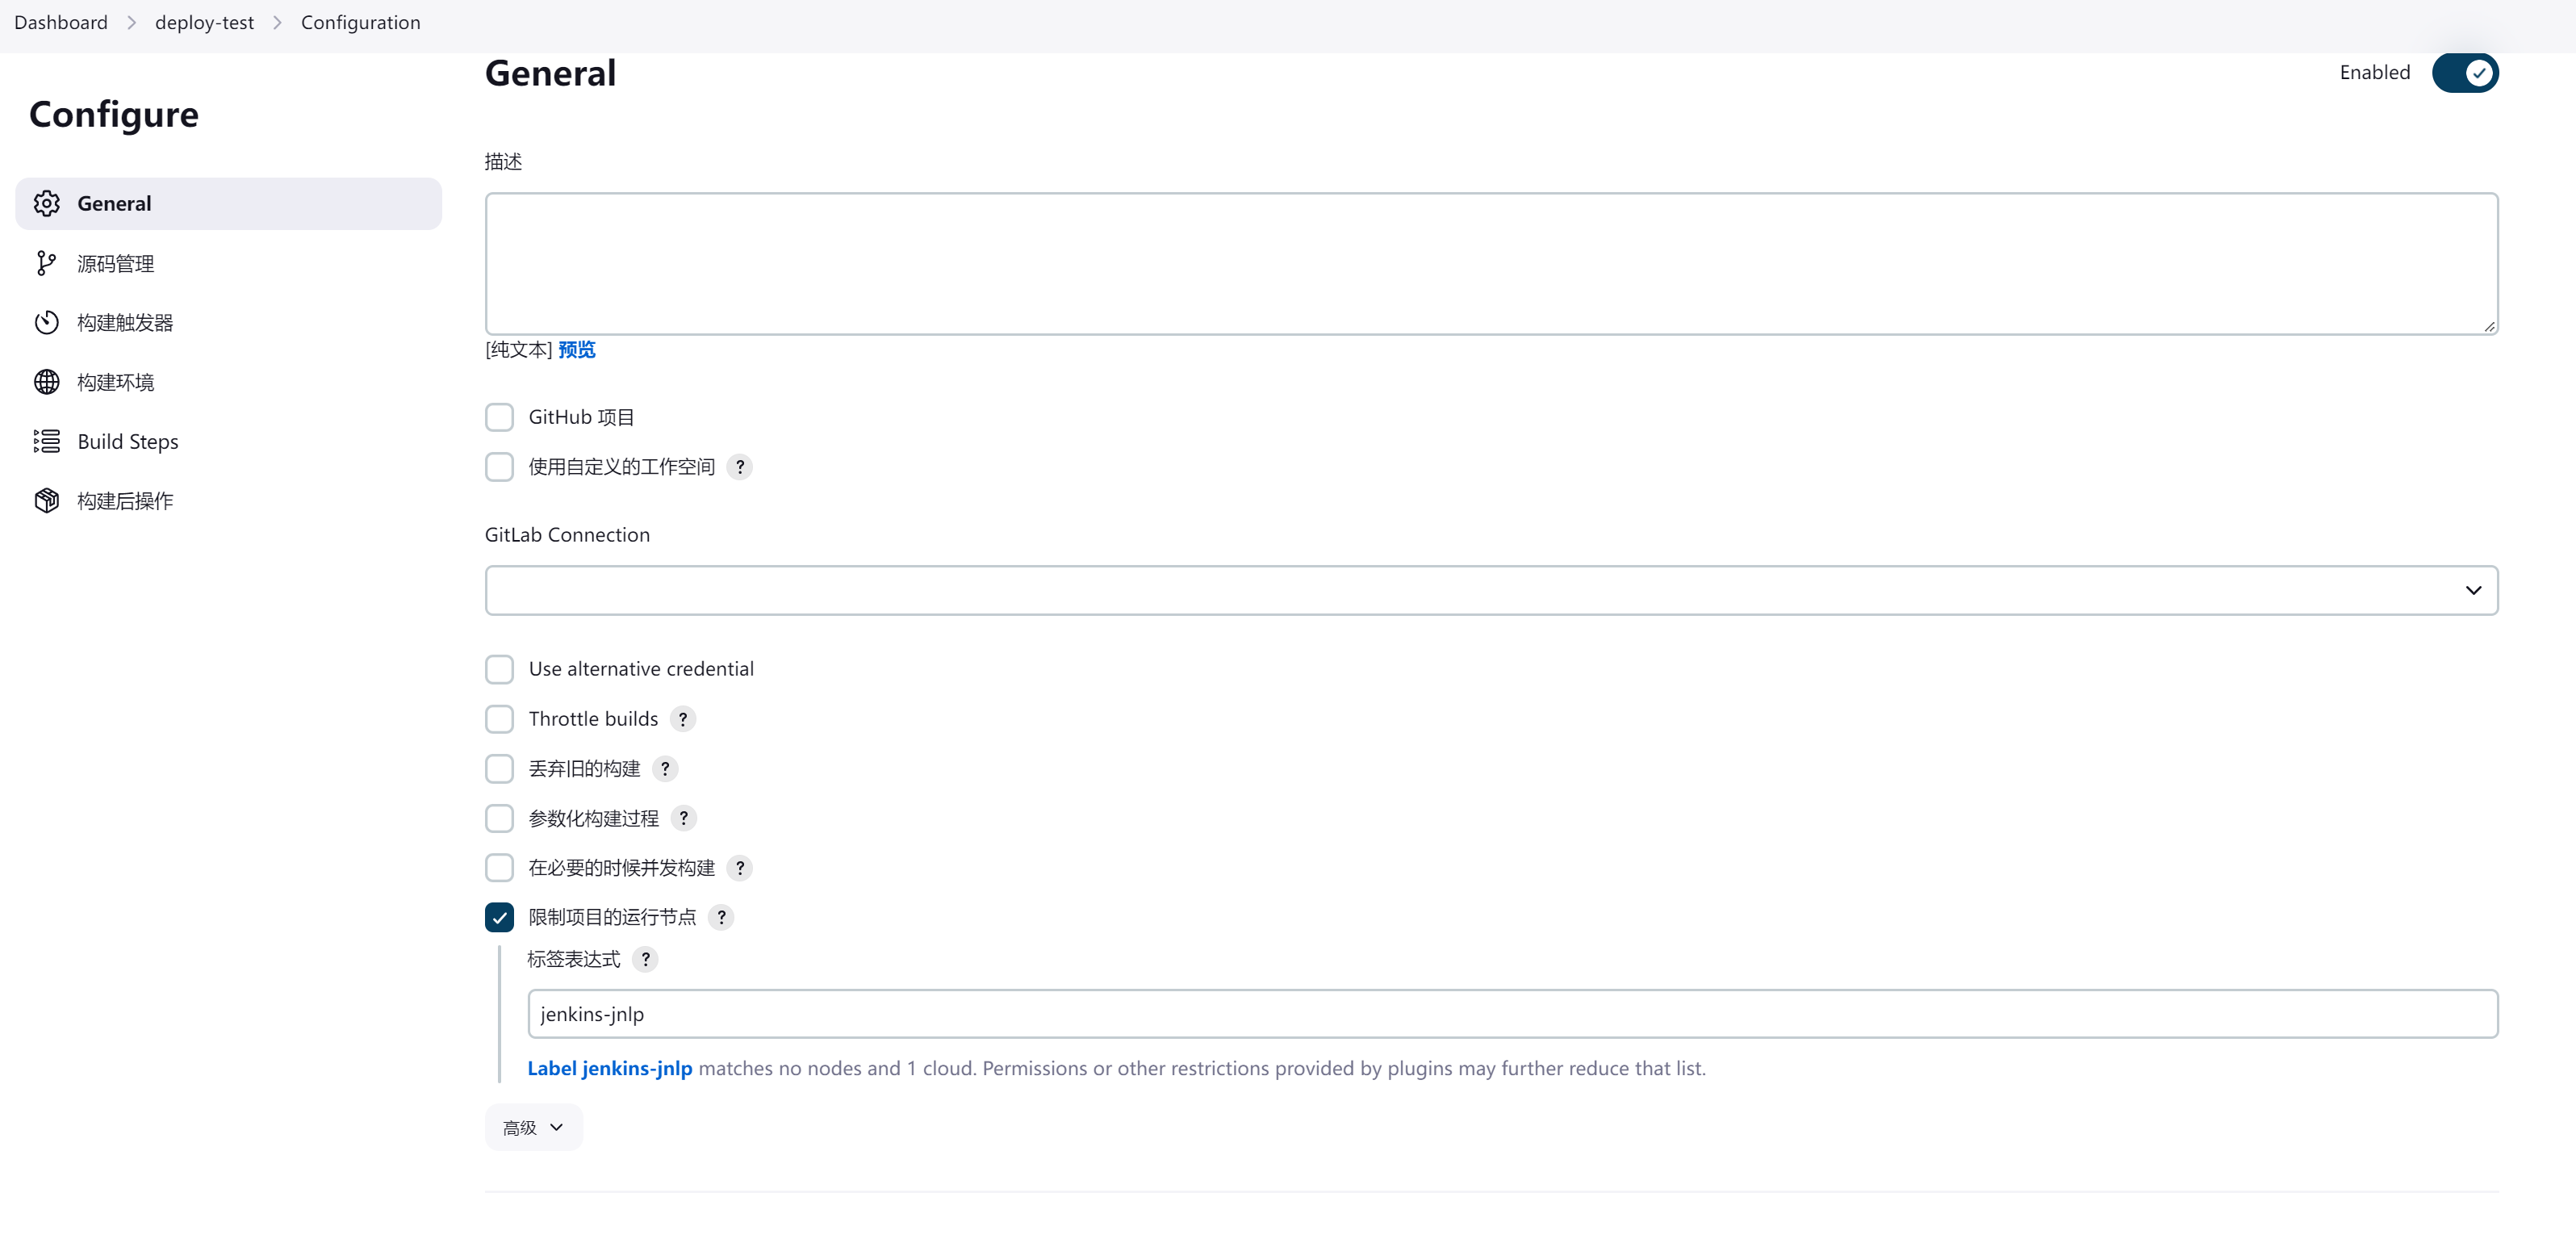 Dashboard > deploy-test > Configuration
Configure
General
源码管理
构建触发器
构建环境
Build Steps
构建后操作
General
Enabled
描述
[纯文本] 预览
GitHub 项目
使用自定义的工作空间 ?
GitLab Connection
Use alternative credential
Throttle builds ?
丢弃旧的构建 ?
参数化构建过程 ?
在必要的时候并发构建 ?
限制项目的运行节点 ?
标签表达式 ?
jenkins-jnlp
Label jenkins-jnlp matches no nodes and 1 cloud. Permissions or other restrictions provided by plugins may further reduce that list.
高级